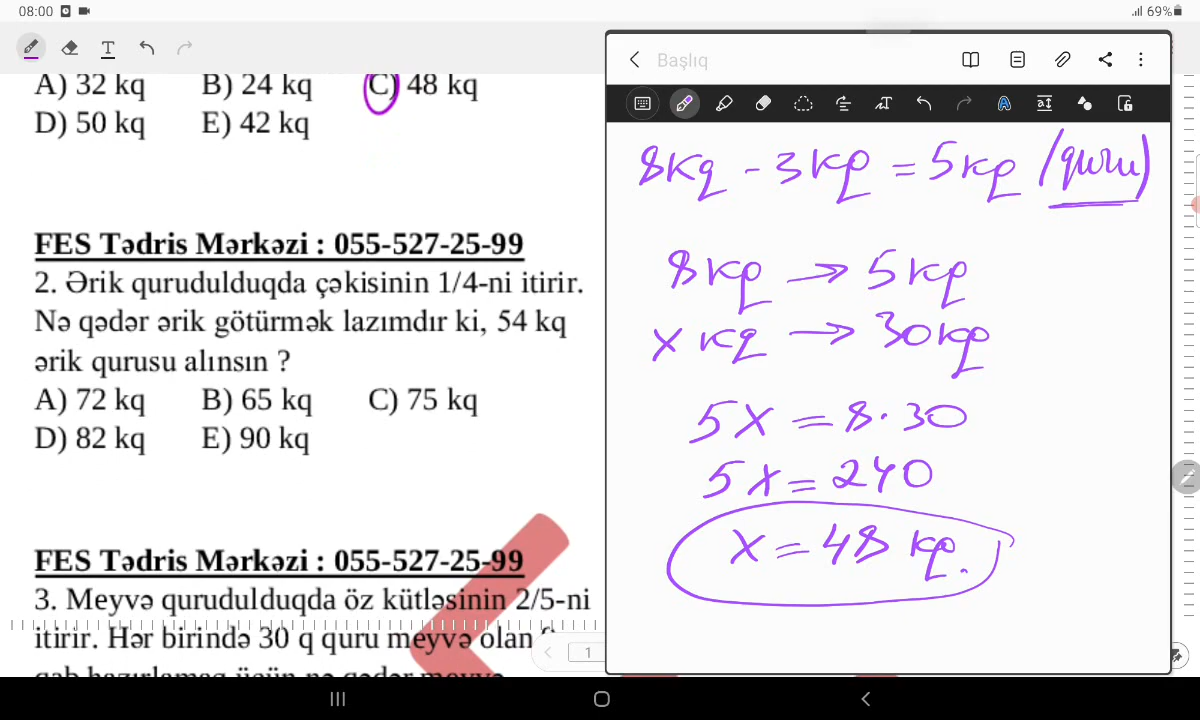 08:00
69%
A) 32 kq B) 24 kq C) 48 kq
D) 50 kq E) 42 kq
FES Tədris Mərkəzi : 055-527-25-99
2. Ərik qurudulduqda çəkisinin 1/4-ni itirir.
Nə qədər ərik götürmək lazımdır ki, 54 kq
ərik qurusu alınsın ?
A) 72 kq B) 65 kq C) 75 kq
D) 82 kq E) 90 kq
FES Tədris Mərkəzi : 055-527-25-99
3. Meyvə qurudulduqda öz kütləsinin 2/5-ni
itirir. Hər birində 30 q quru meyvə olan
1
Başlıq
8kq - 3kq = 5kq (quru)
8kq → 5kq
x kq → 30kq
5x = 8·30
5x = 240
x = 48 kq.